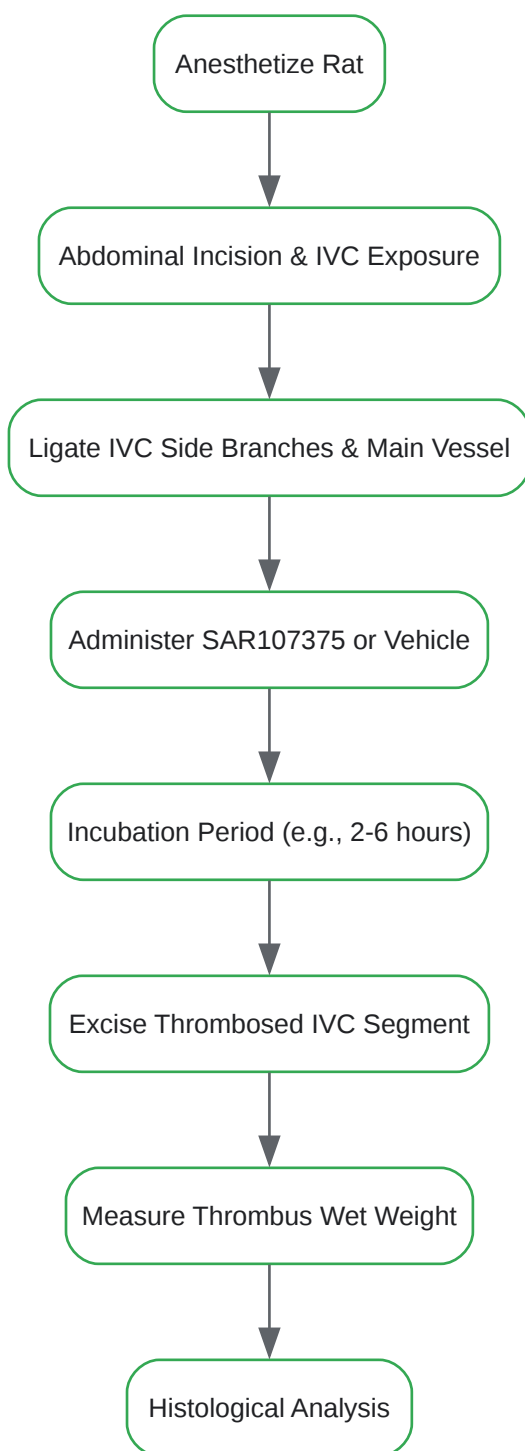 Anesthetize Rat
Abdominal Incision & IVC Exposure
Ligate IVC Side Branches & Main Vessel
Administer SAR107375 or Vehicle
Incubation Period (e.g., 2-6 hours)
Excise Thrombosed IVC Segment
Measure Thrombus Wet Weight
Histological Analysis